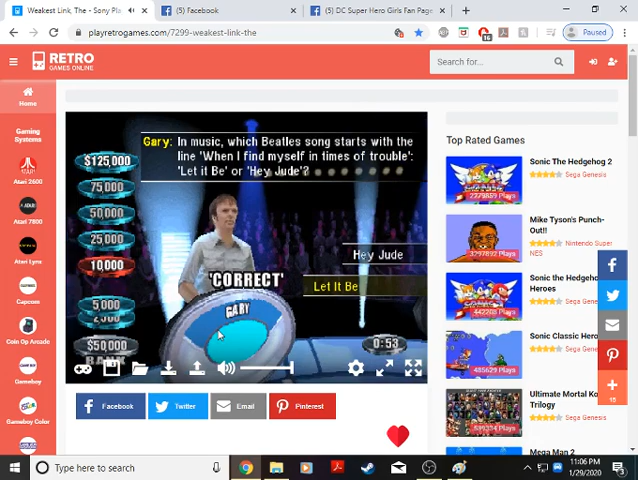 Weakest Link, The - Sony Pla
(5) Facebook
(5) DC Super Hero Girls Fan Page
playretrogames.com/7299-weakest-link-the
Paused
RETRO
GAMES ONLINE
Search for...
Home
Gaming
Systems
Atari 2600
Atari 7800
Atari Lynx
Capcom
Coin Op Arcade
Gameboy
Gameboy Color
Gary: In music, which Beatles song starts with the
line 'When I find myself in times of trouble':
'Let it Be' or 'Hey Jude'?
$125,000
75,000
50,000
25,000
10,000
5,000
$50,000
BANK
Hey Jude
Let It Be
'CORRECT'
GARY
0:53
Facebook
Twitter
Email
Pinterest
Top Rated Games
Sonic The Hedgehog 2
Sega Genesis
Mike Tyson's Punch-
Out!!
Nintendo Super
NES
Sonic the Hedgeho
Heroes
Sega
Sonic Classic Heroe
Sega
Ultimate Mortal Ko
Trilogy
Sega
Mega Man 2
Type here to search
11:06 PM
1/29/2020